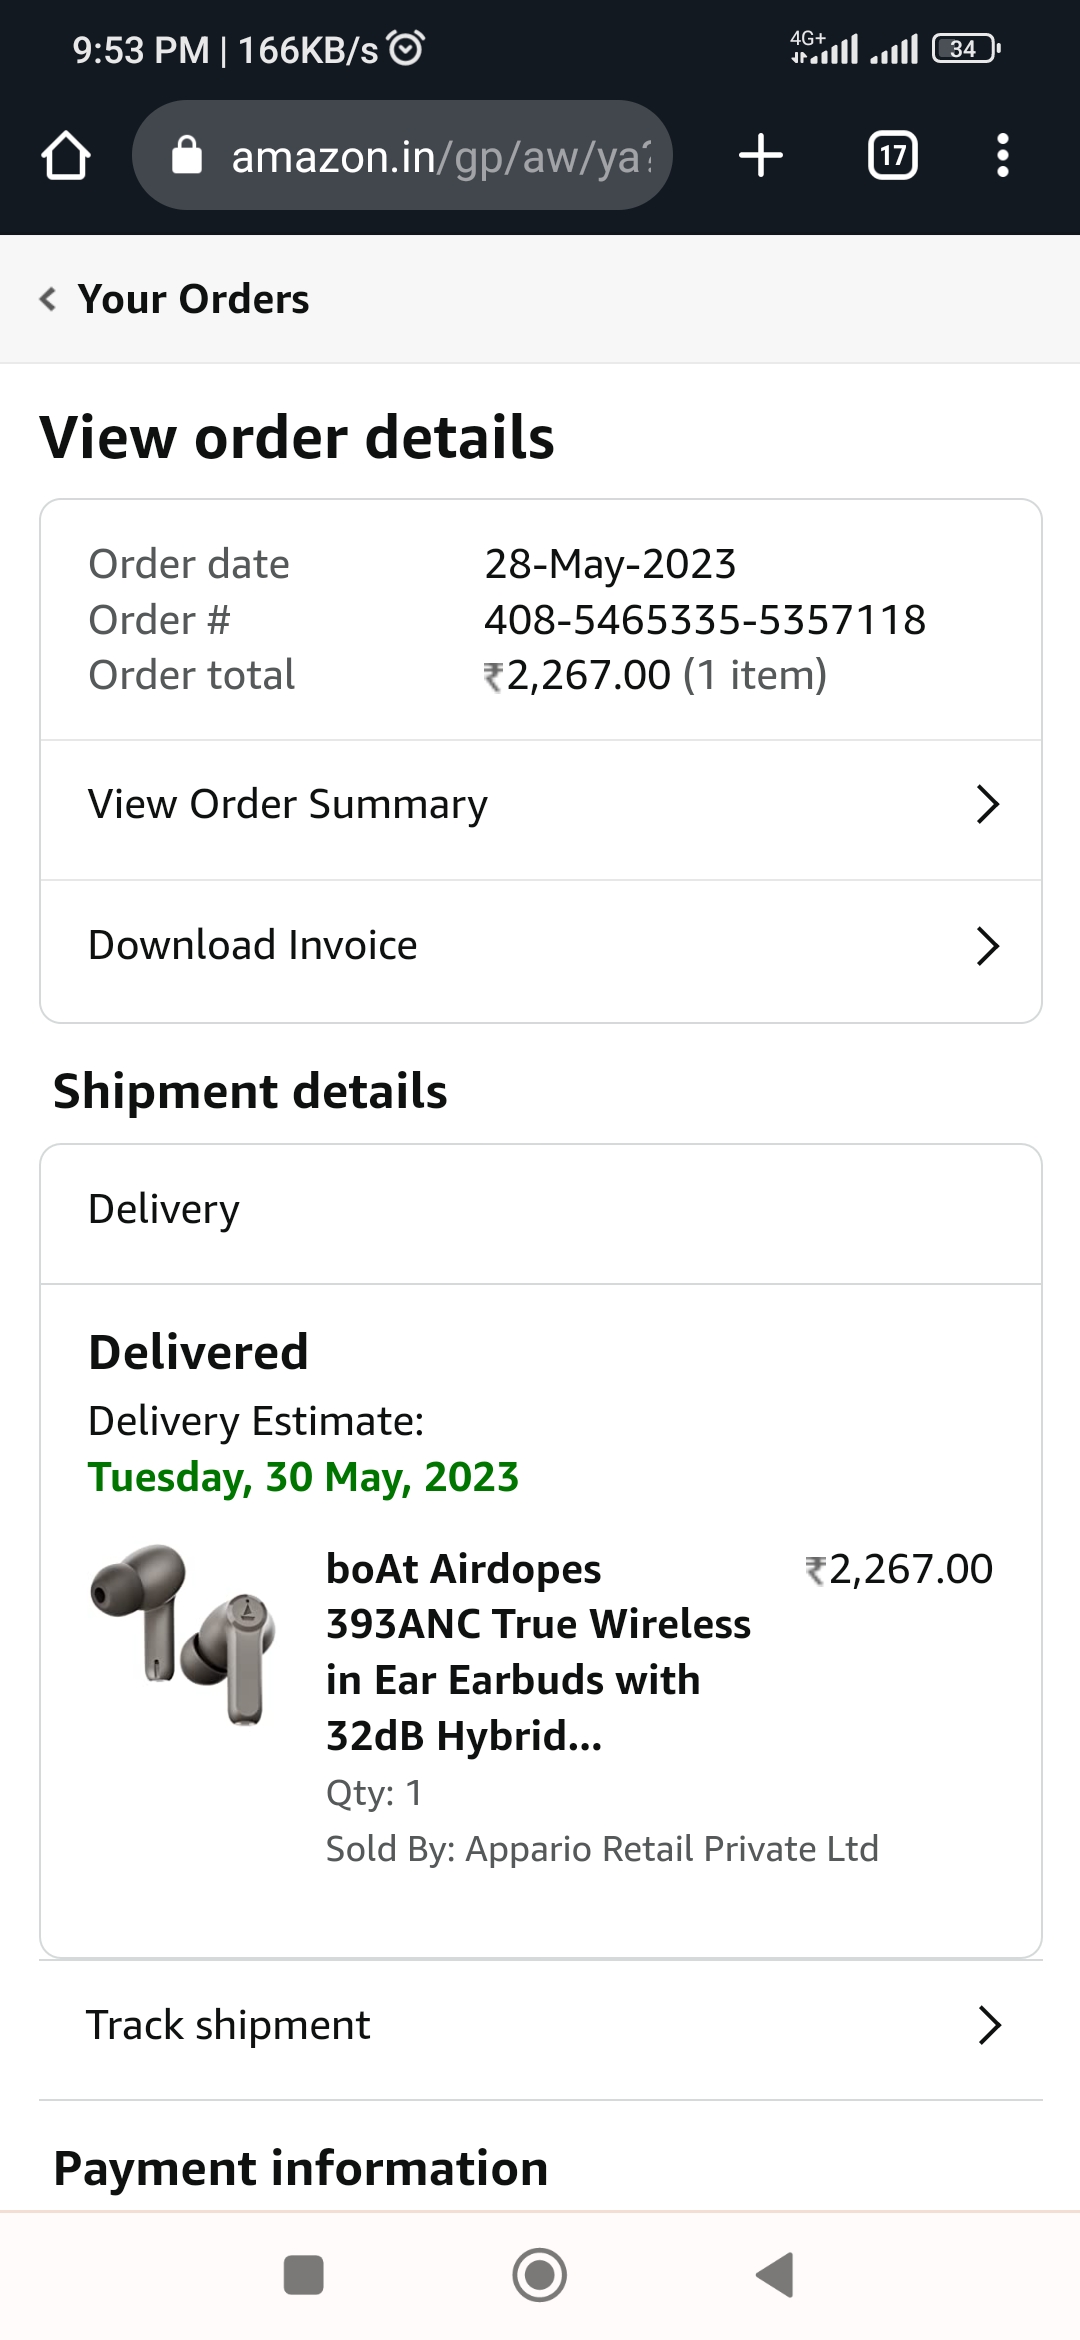 9:53 PM | 166KB/s 4G+ 34
amazon.in/gp/aw/ya? 17
Your Orders
View order details
Order date 28-May-2023
Order # 408-5465335-5357118
Order total ₹2,267.00 (1 item)
View Order Summary
Download Invoice
Shipment details
Delivery
Delivered
Delivery Estimate:
Tuesday, 30 May, 2023
boAt Airdopes ₹2,267.00
393ANC True Wireless
in Ear Earbuds with
32dB Hybrid...
Qty: 1
Sold By: Appario Retail Private Ltd
Track shipment
Payment information